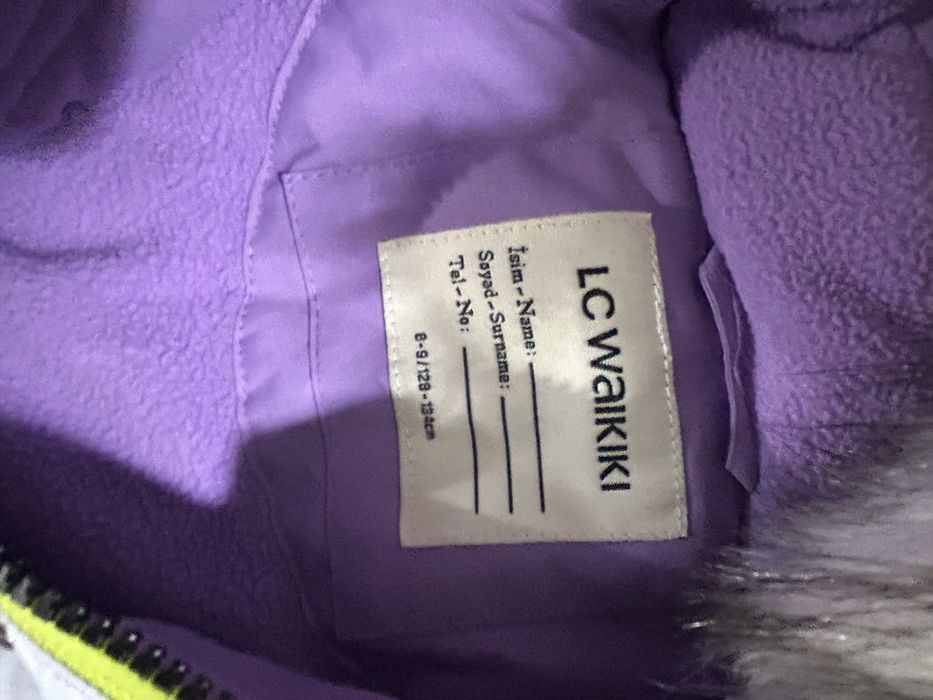 LC WAIKIKI
İsim - Name:
Soyad - Surname:
Tel - No:
8-9/128-134cm